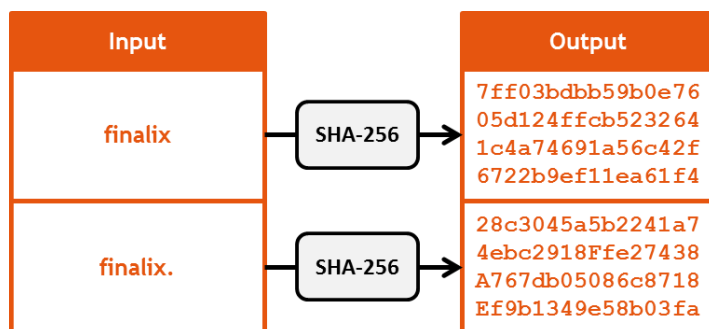 Input
Output
finalix
SHA-256
7ff03bdbb59b0e76
05d124ffcb523264
1c4a74691a56c42f
6722b9ef11ea61f4
finalix.
SHA-256
28c3045a5b2241a7
4ebc2918Ffe27438
A767db05086c8718
Ef9b1349e58b03fa